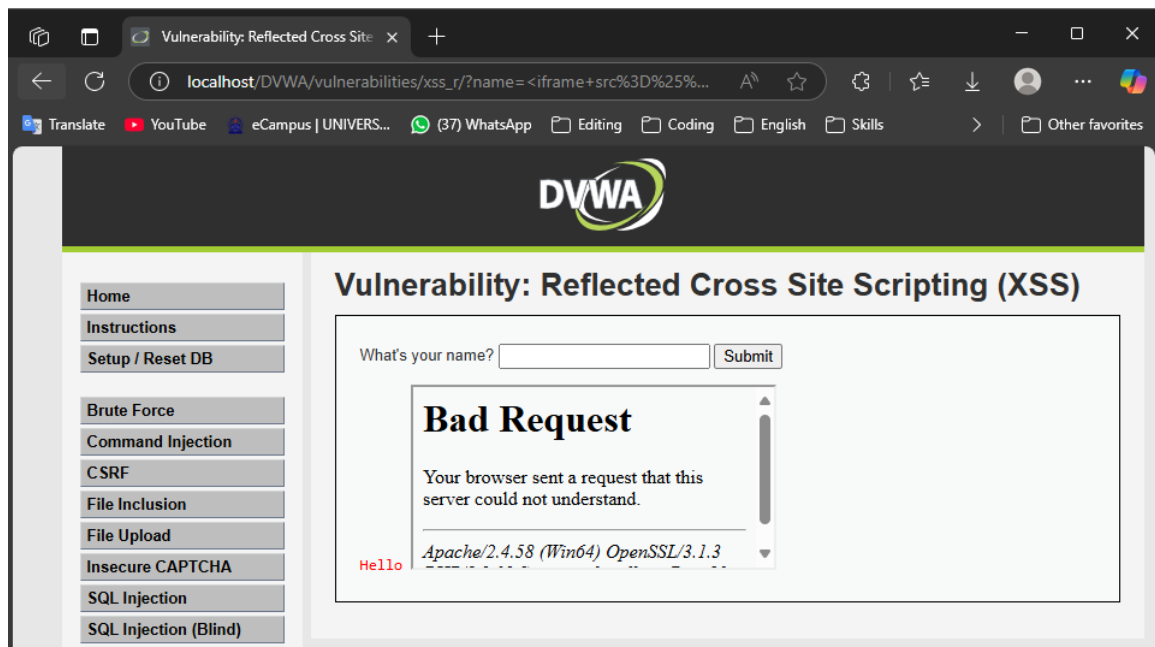 Vulnerability: Reflected Cross Site
localhost/DVWA/vulnerabilities/xss_r/?name=<iframe+src%3D%25%...
Translate YouTube eCampus | UNIVERS... (37) WhatsApp Editing Coding English Skills Other favorites
DVWA
Home
Instructions
Setup / Reset DB
Brute Force
Command Injection
CSRF
File Inclusion
File Upload
Insecure CAPTCHA
SQL Injection
SQL Injection (Blind)
Vulnerability: Reflected Cross Site Scripting (XSS)
What's your name? Submit
Bad Request
Your browser sent a request that this
server could not understand.
Apache/2.4.58 (Win64) OpenSSL/3.1.3
Hello